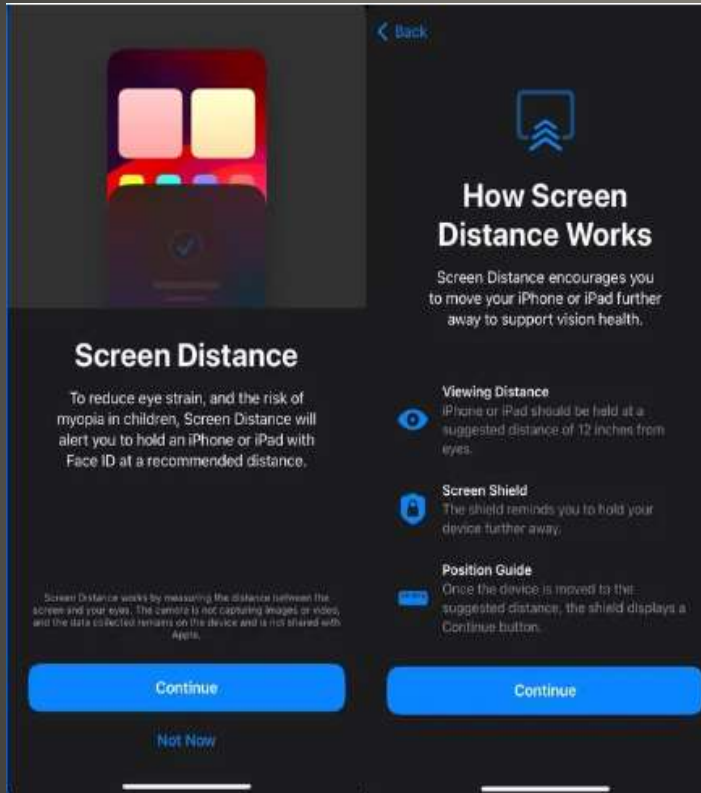 Screen Distance
To reduce eye strain, and the risk of
myopia in children, Screen Distance will
alert you to hold an iPhone or iPad with
Face ID at a recommended distance.
Screen Distance works by measuring the distance between the
screen and your eyes. The camera is not capturing images or video,
and the data collected remains on the device and is not shared with
Apple.
Continue
Not Now
Back
How Screen
Distance Works
Screen Distance encourages you
to move your iPhone or iPad further
away to support vision health.
Viewing Distance
iPhone or iPad should be held at a
suggested distance of 12 inches from
eyes.
Screen Shield
The shield reminds you to hold your
device further away.
Position Guide
Once the device is moved to the
suggested distance, the shield displays a
Continue button.
Continue